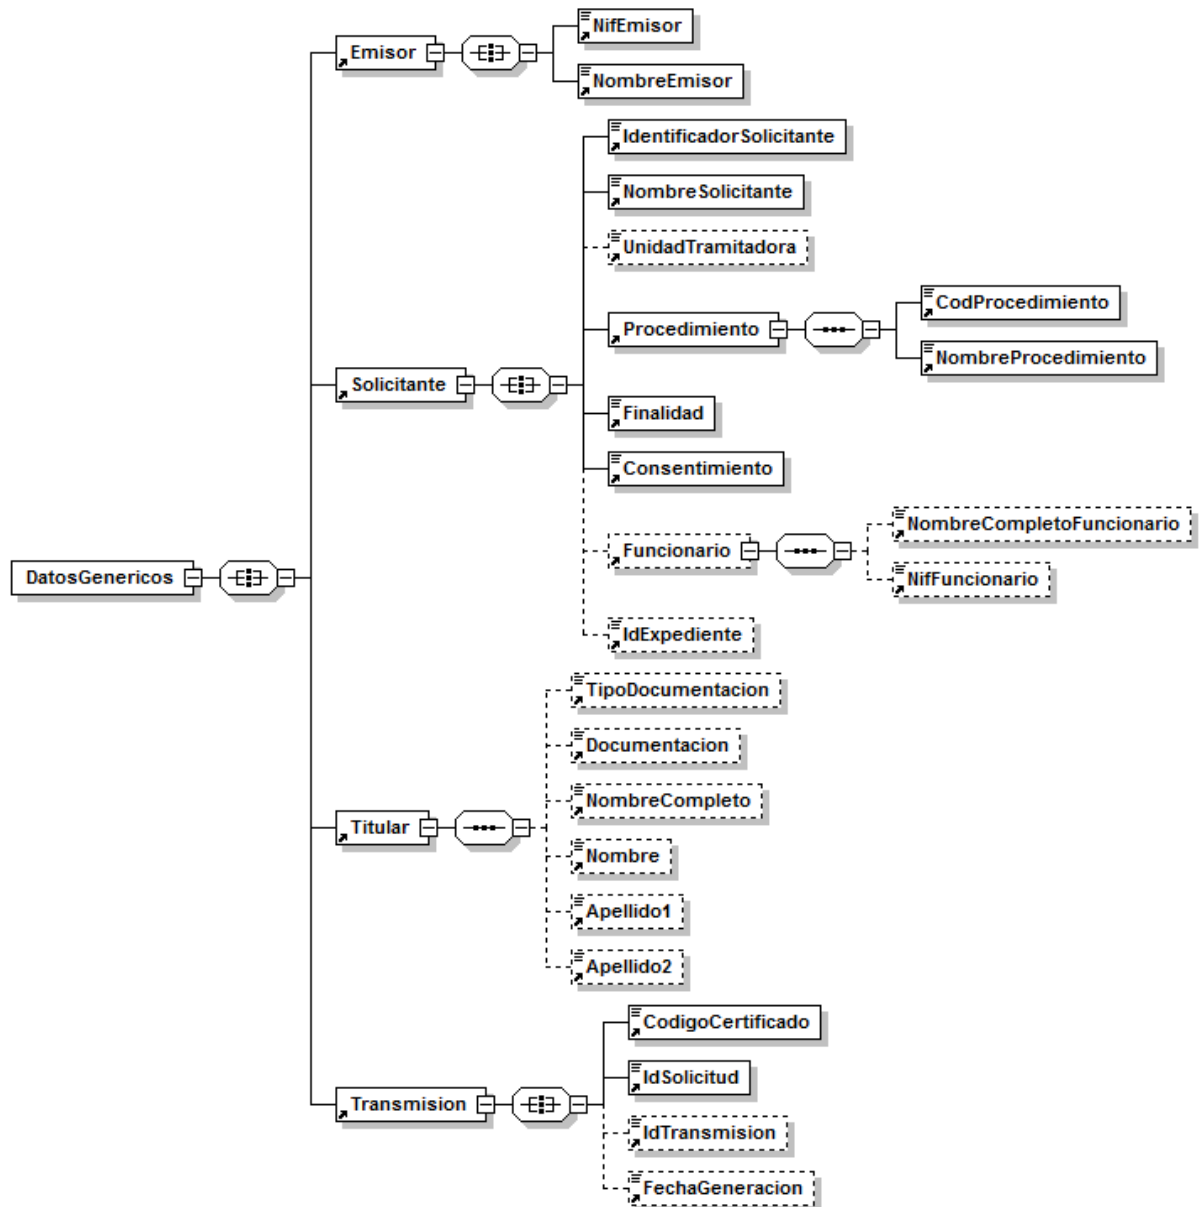 Emisor
NifEmisor
NombreEmisor
IdentificadorSolicitante
NombreSolicitante
UnidadTramitadora
Procedimiento
CodProcedimiento
NombreProcedimiento
Solicitante
Finalidad
Consentimiento
DatosGenericos
Funcionario
NombreCompletoFuncionario
NifFuncionario
IdExpediente
TipoDocumentacion
Documentacion
NombreCompleto
Titular
Nombre
Apellido1
Apellido2
CodigoCertificado
IdSolicitud
Transmision
IdTransmision
FechaGeneracion